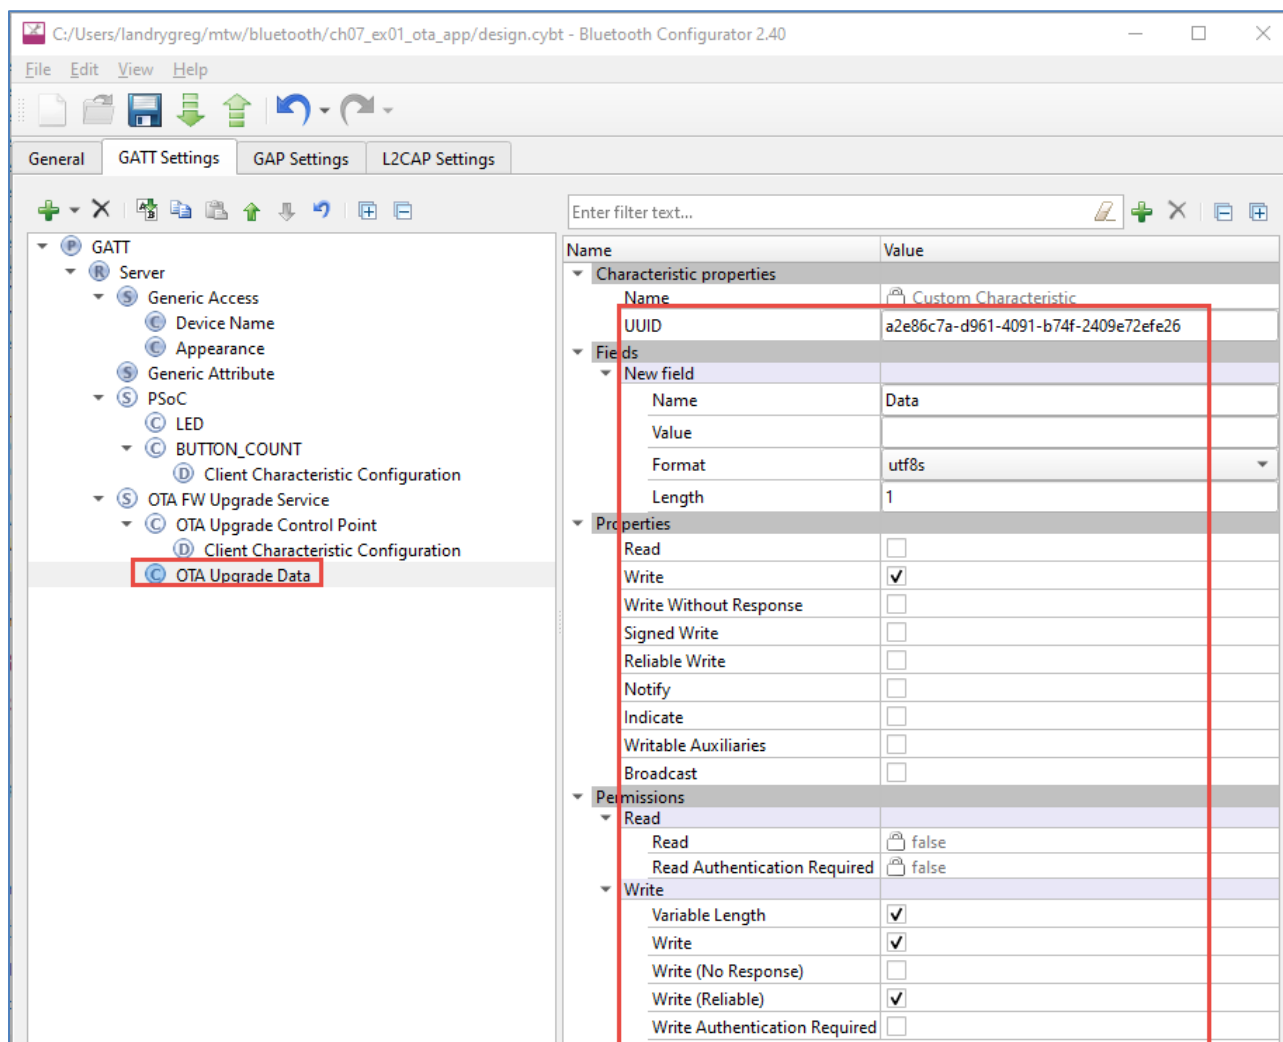 C:/Users/landrygreg/mtw/bluetooth/ch07_ex01_ota_app/design.cybt - Bluetooth Configurator 2.40
File Edit View Help
General GATT Settings GAP Settings L2CAP Settings
P GATT
R Server
S Generic Access
C Device Name
C Appearance
S Generic Attribute
S PSoC
C LED
C BUTTON_COUNT
D Client Characteristic Configuration
S OTA FW Upgrade Service
C OTA Upgrade Control Point
D Client Characteristic Configuration
C OTA Upgrade Data
Enter filter text...
Name Value
Characteristic properties
Name Custom Characteristic
UUID a2e86c7a-d961-4091-b74f-2409e72efe26
Fields
New field
Name Data
Value
Format utf8s
Length 1
Properties
Read
Write
Write Without Response
Signed Write
Reliable Write
Notify
Indicate
Writable Auxiliaries
Broadcast
Permissions
Read
Read false
Read Authentication Required false
Write
Variable Length
Write
Write (No Response)
Write (Reliable)
Write Authentication Required